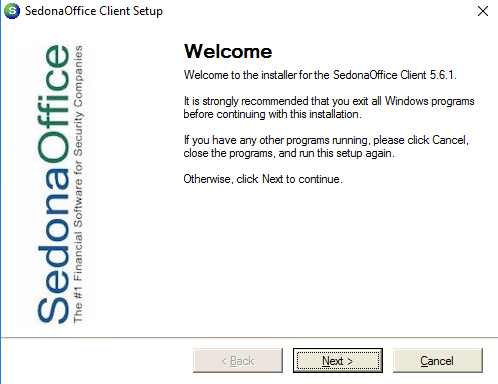 SedonaOffice Client Setup
SedonaOffice
The #1 Financial Software for Security Companies
Welcome
Welcome to the installer for the SedonaOffice Client 5.6.1.
It is strongly recommended that you exit all Windows programs
before continuing with this installation.
If you have any other programs running, please click Cancel,
close the programs, and run this setup again.
Otherwise, click Next to continue.
< Back
Next >
Cancel